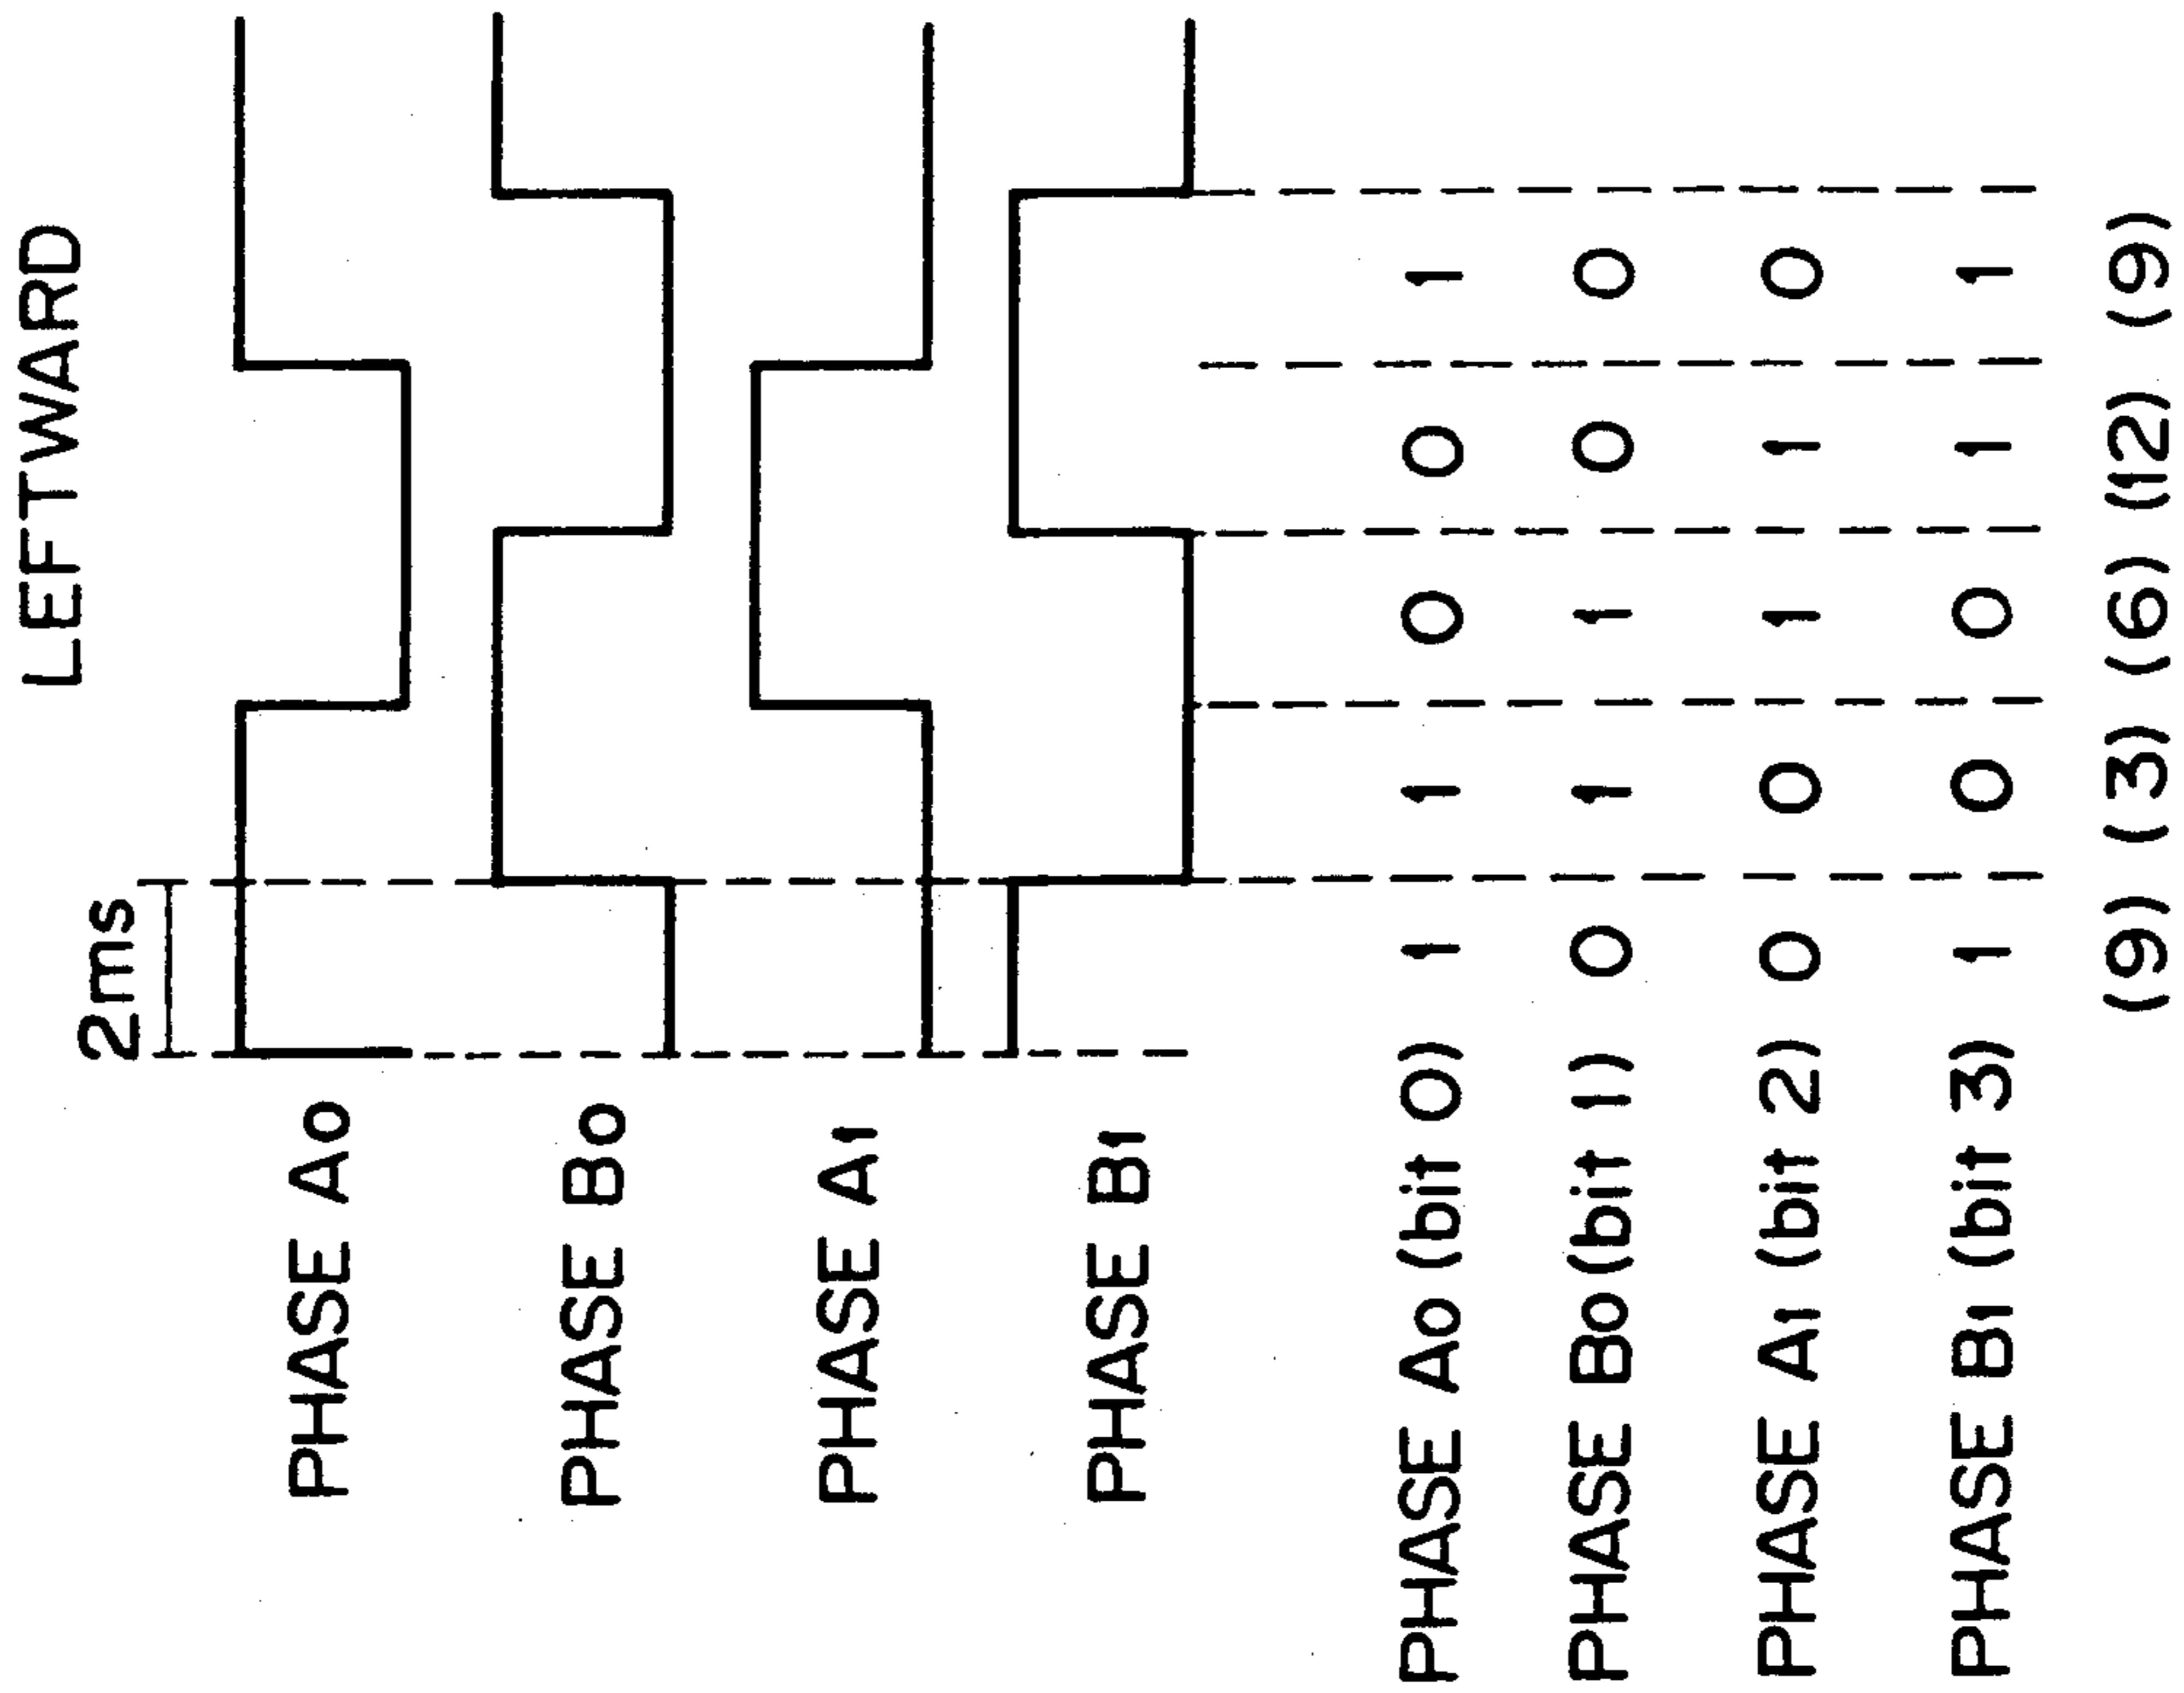 LEFTWARD
2ms
PHASE A0
PHASE B0
PHASE A1
PHASE B1
PHASE A0 (bit 0) 1 1 0 0 1
PHASE B0 (bit 1) 0 1 1 0 0
PHASE A1 (bit 2) 0 0 1 1 0
PHASE B1 (bit 3) 1 0 0 1 1
(9) (3) (6) (12) (9)